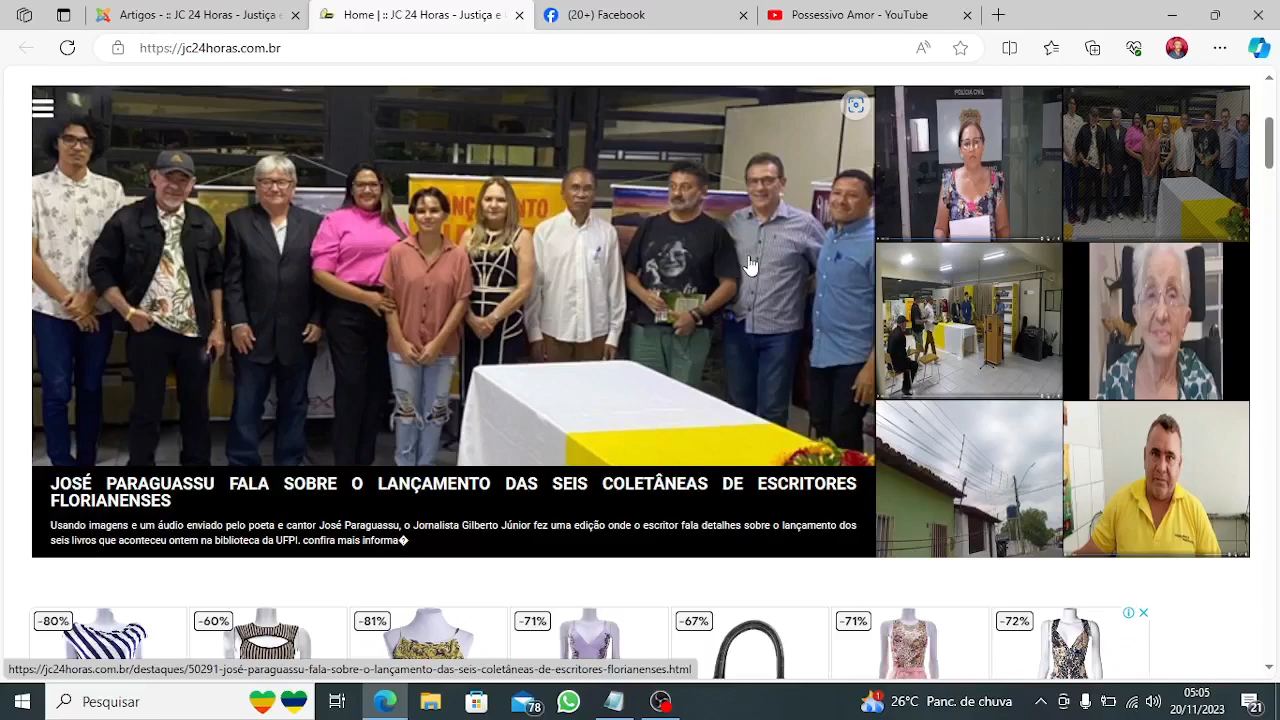 Artigos - :: JC 24 Horas - Justiça e
Home | :: JC 24 Horas - Justiça e
(20+) Facebook
Possessivo Amor - YouTube
https://jc24horas.com.br
POLÍCIA CIVIL
LANÇAMENTO
JOSÉ PARAGUASSU FALA SOBRE O LANÇAMENTO DAS SEIS COLETÂNEAS DE ESCRITORES
FLORIANENSES
Usando imagens e um áudio enviado pelo poeta e cantor José Paraguassu, o Jornalista Gilberto Júnior fez uma edição onde o escritor fala detalhes sobre o lançamento dos
seis livros que aconteceu ontem na biblioteca da UFPI. confira mais informa�
-80%
-60%
-81%
-71%
-67%
-71%
-72%
https://jc24horas.com.br/destaques/50291-josé-paraguassu-fala-sobre-o-lançamento-das-seis-coletâneas-de-escritores-florianenses.html
Pesquisar
78
1
26°C Panc. de chuva
05:05
20/11/2023
21